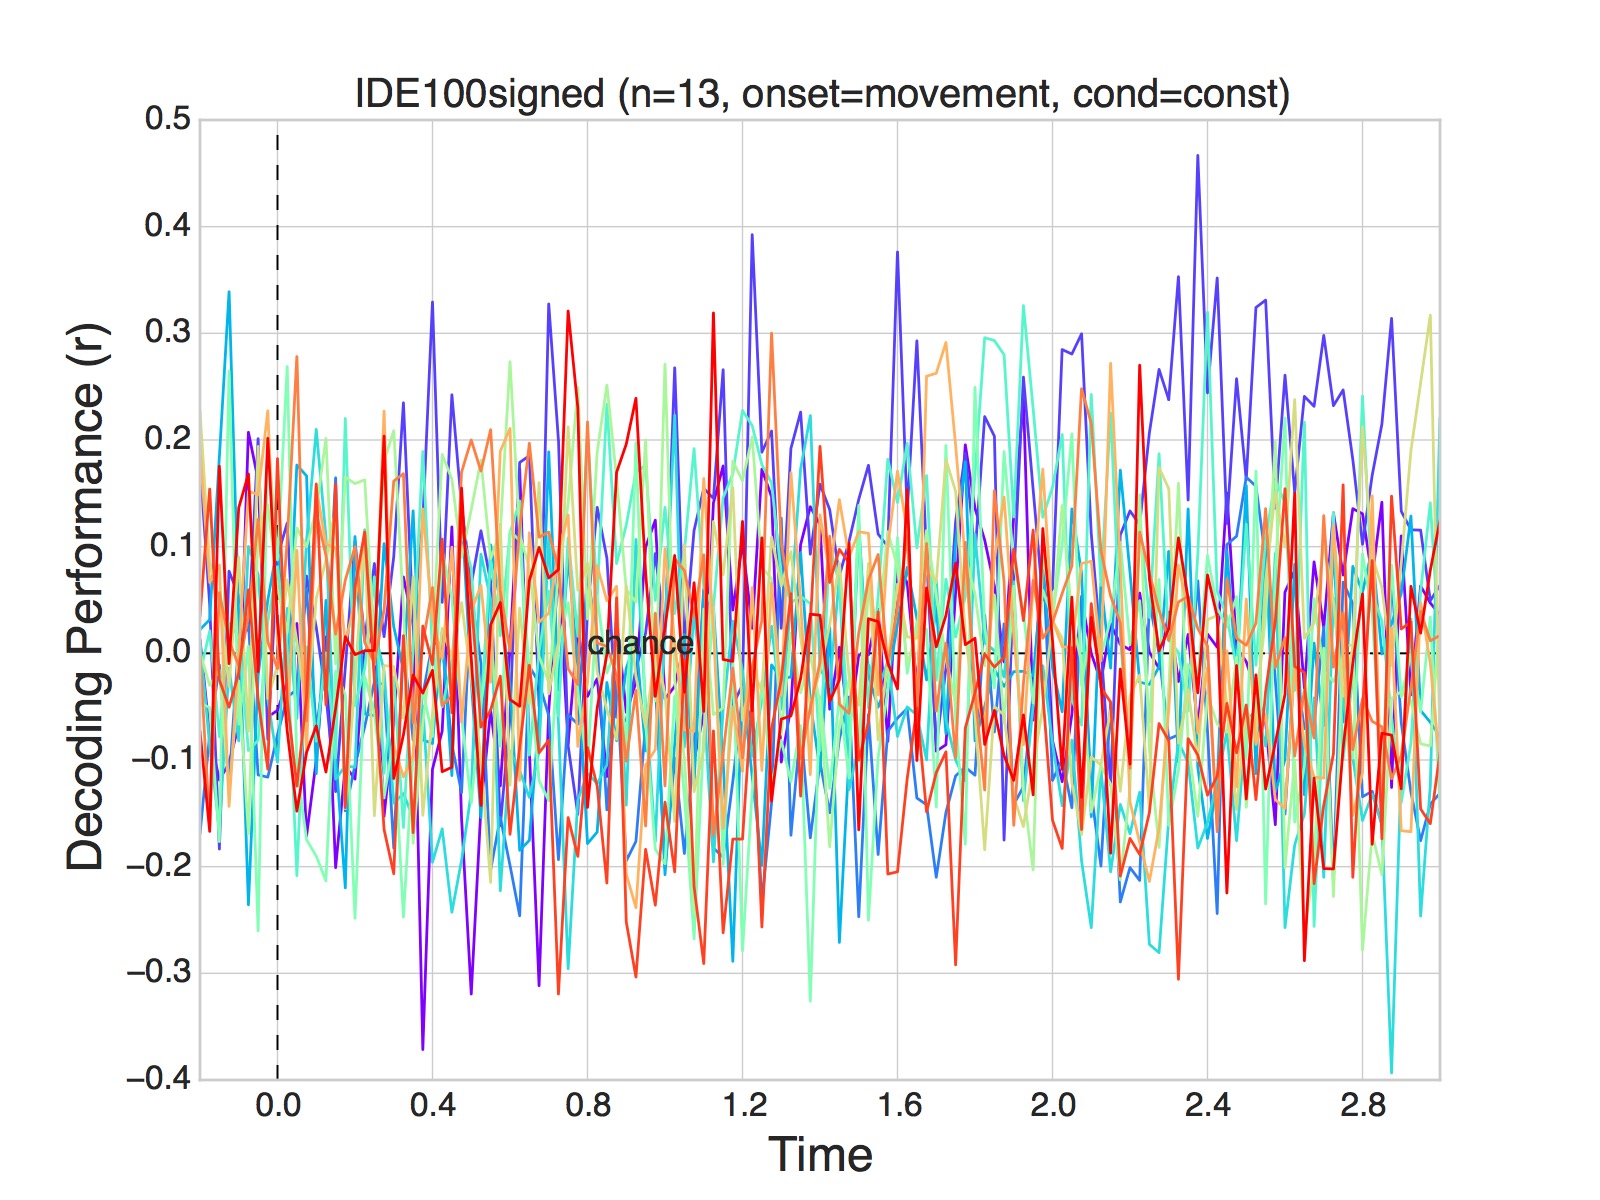 IDE100signed (n=13, onset=movement, cond=const)
0.5
0.4
0.3
0.2
0.1
0.0
−0.1
−0.2
−0.3
−0.4
Decoding Performance (r)
chance
0.0 0.4 0.8 1.2 1.6 2.0 2.4 2.8
Time